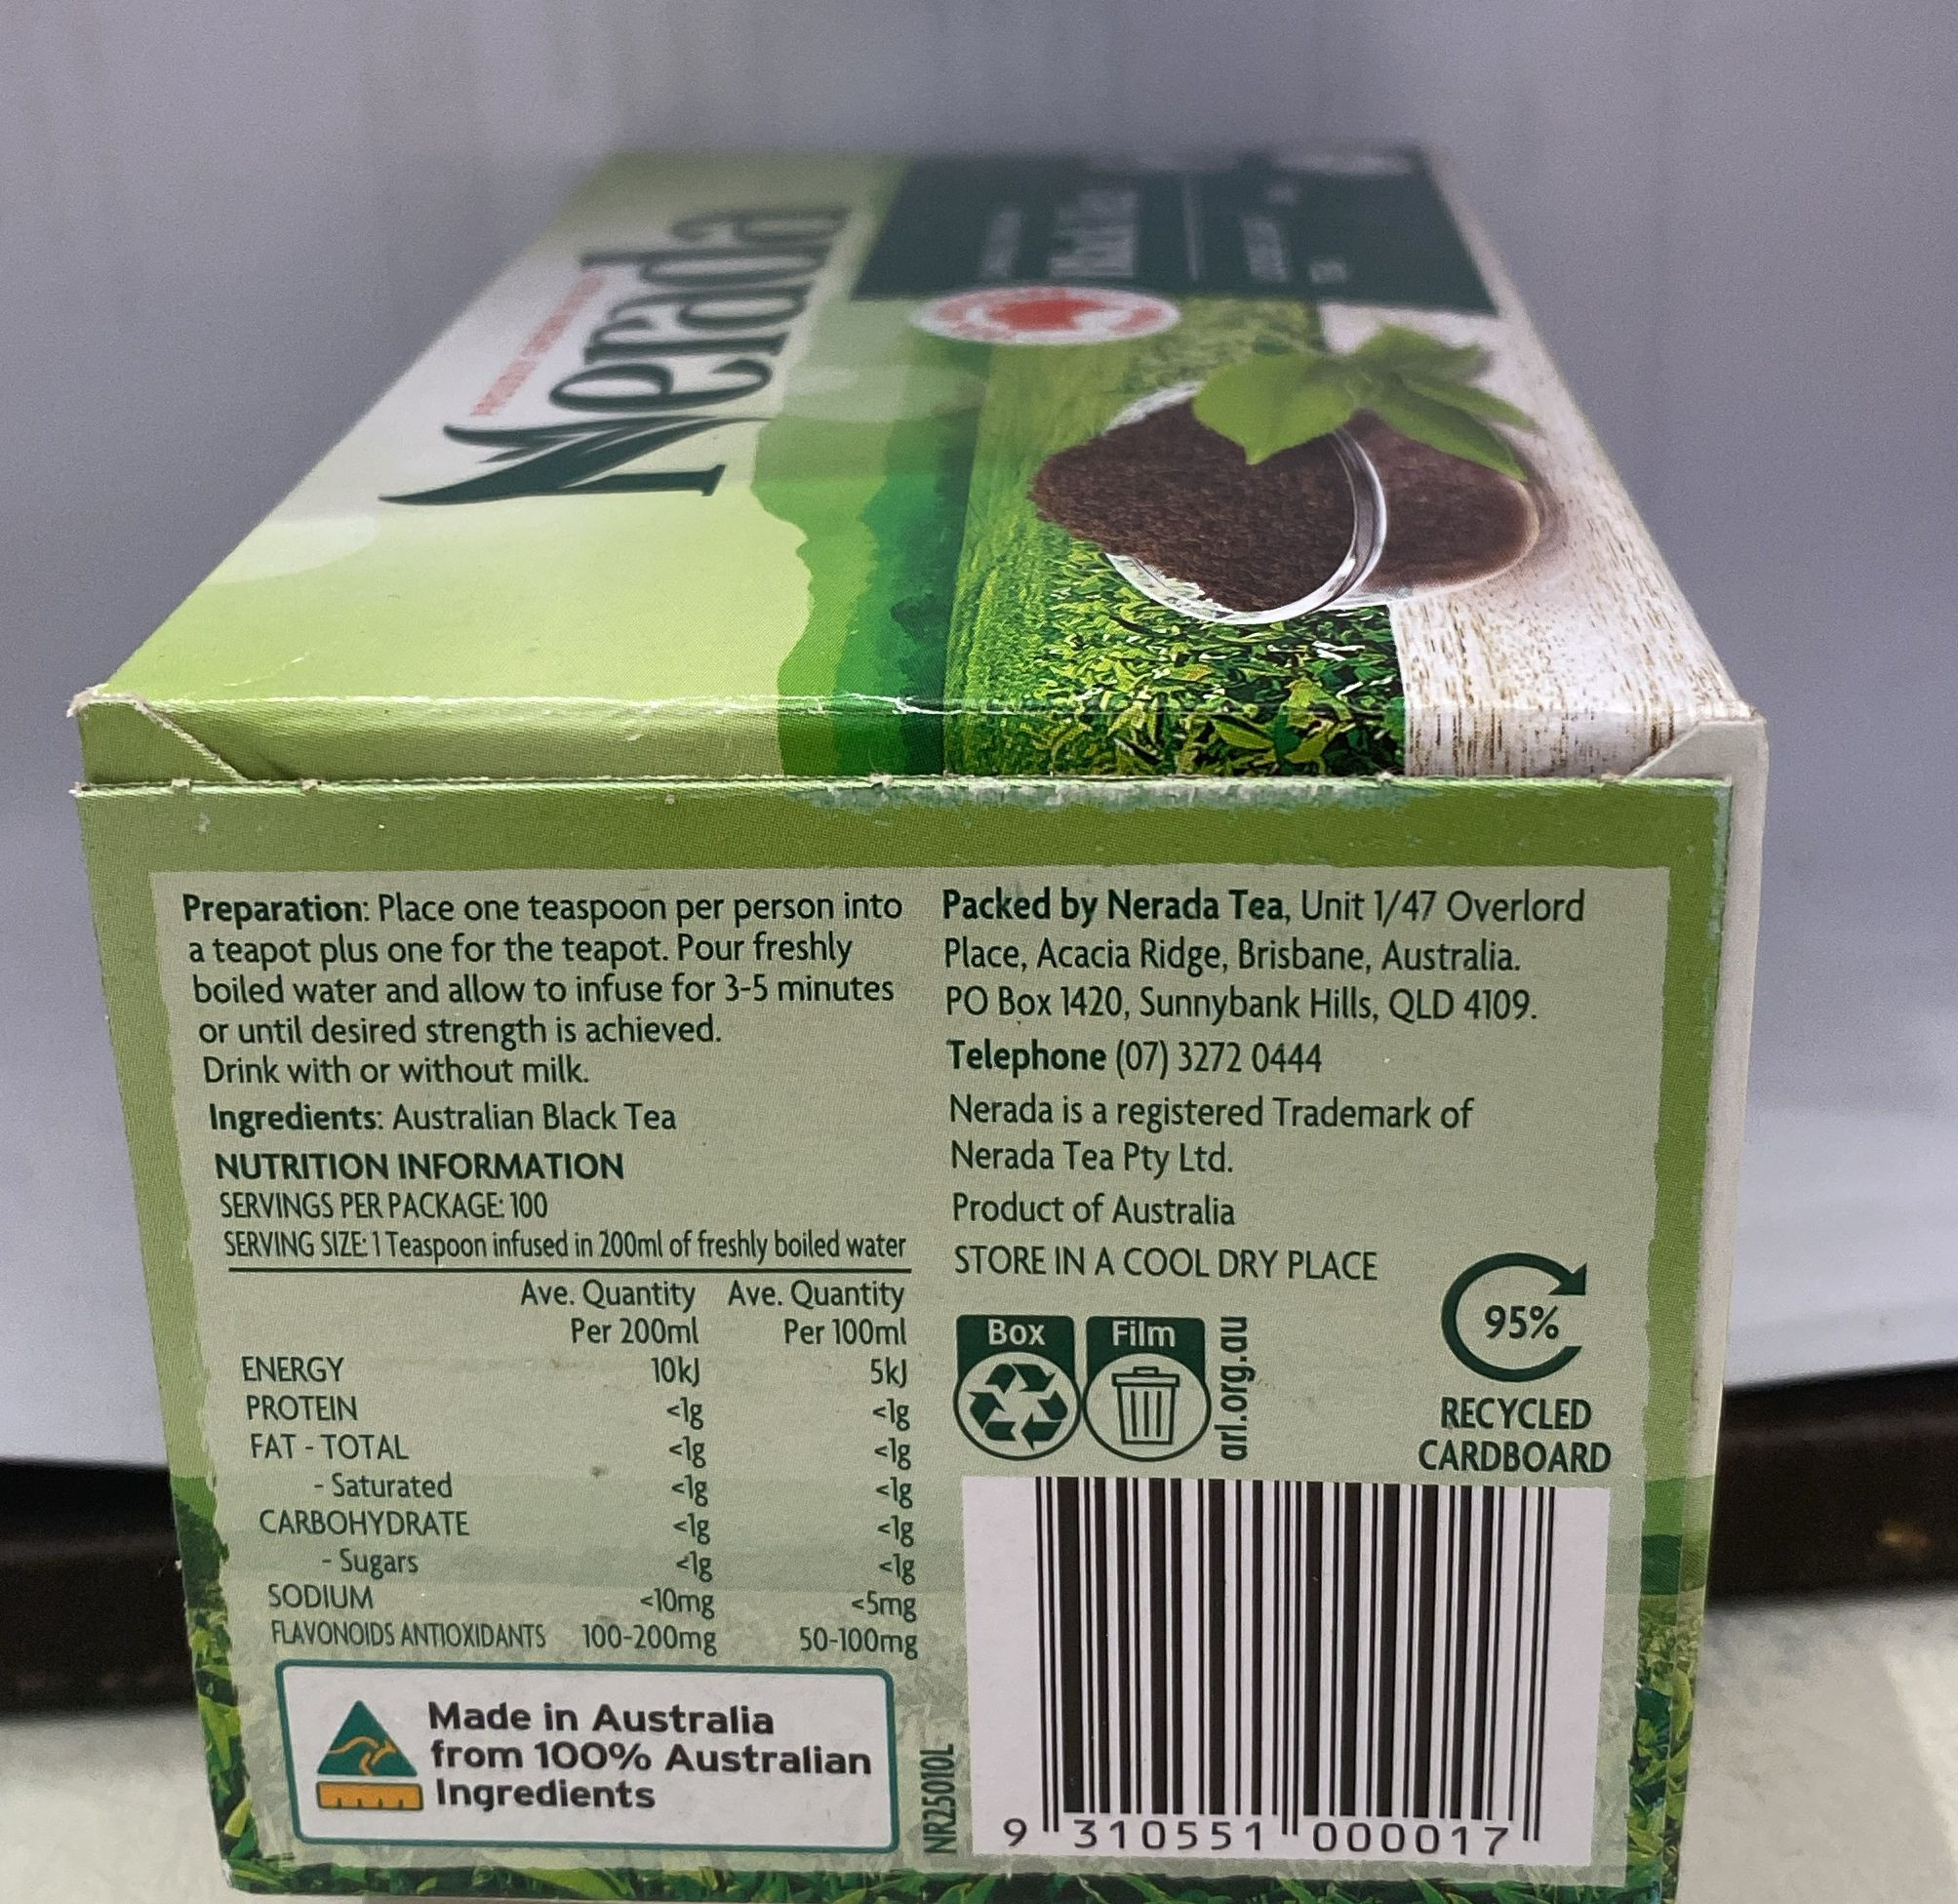 Nerada
Preparation: Place one teaspoon per person into
a teapot plus one for the teapot. Pour freshly
boiled water and allow to infuse for 3-5 minutes
or until desired strength is achieved.
Drink with or without milk.
Ingredients: Australian Black Tea
NUTRITION INFORMATION
SERVINGS PER PACKAGE: 100
SERVING SIZE: 1 Teaspoon infused in 200ml of freshly boiled water
Ave. Quantity Ave. Quantity
Per 200ml Per 100ml
ENERGY 10kJ 5kJ
PROTEIN <1g <1g
FAT - TOTAL <1g <1g
- Saturated <1g <1g
CARBOHYDRATE <1g <1g
- Sugars <1g <1g
SODIUM <10mg <5mg
FLAVONOIDS ANTIOXIDANTS 100-200mg 50-100mg
Made in Australia
from 100% Australian
Ingredients
NR25010L
Packed by Nerada Tea, Unit 1/47 Overlord
Place, Acacia Ridge, Brisbane, Australia.
PO Box 1420, Sunnybank Hills, QLD 4109.
Telephone (07) 3272 0444
Nerada is a registered Trademark of
Nerada Tea Pty Ltd.
Product of Australia
STORE IN A COOL DRY PLACE
Box Film
arl.org.au
95%
RECYCLED
CARDBOARD
9 310551 000017